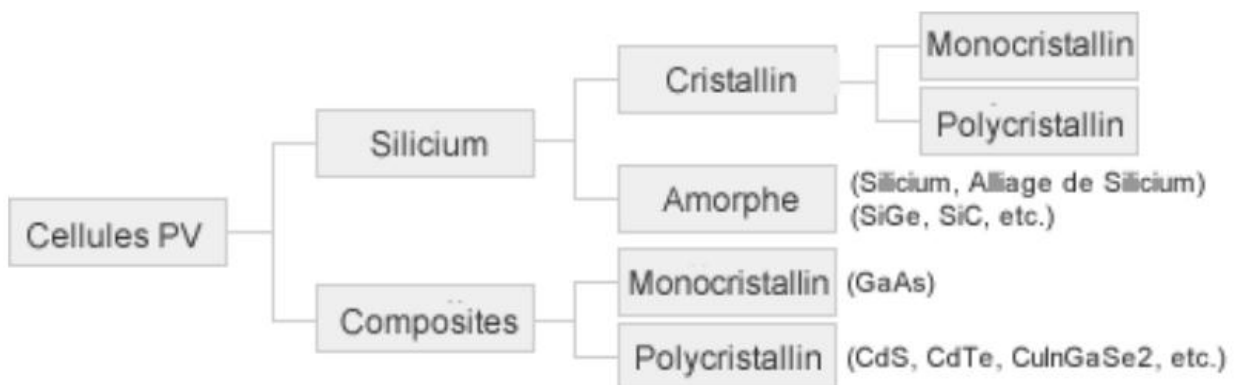 Monocristallin
Cristallin
Polycristallin
Silicium
Amorphe
(Silicium, Alliage de Silicium)
(SiGe, SiC, etc.)
Cellules PV
Monocristallin
(GaAs)
Composites
Polycristallin
(CdS, CdTe, CuInGaSe2, etc.)